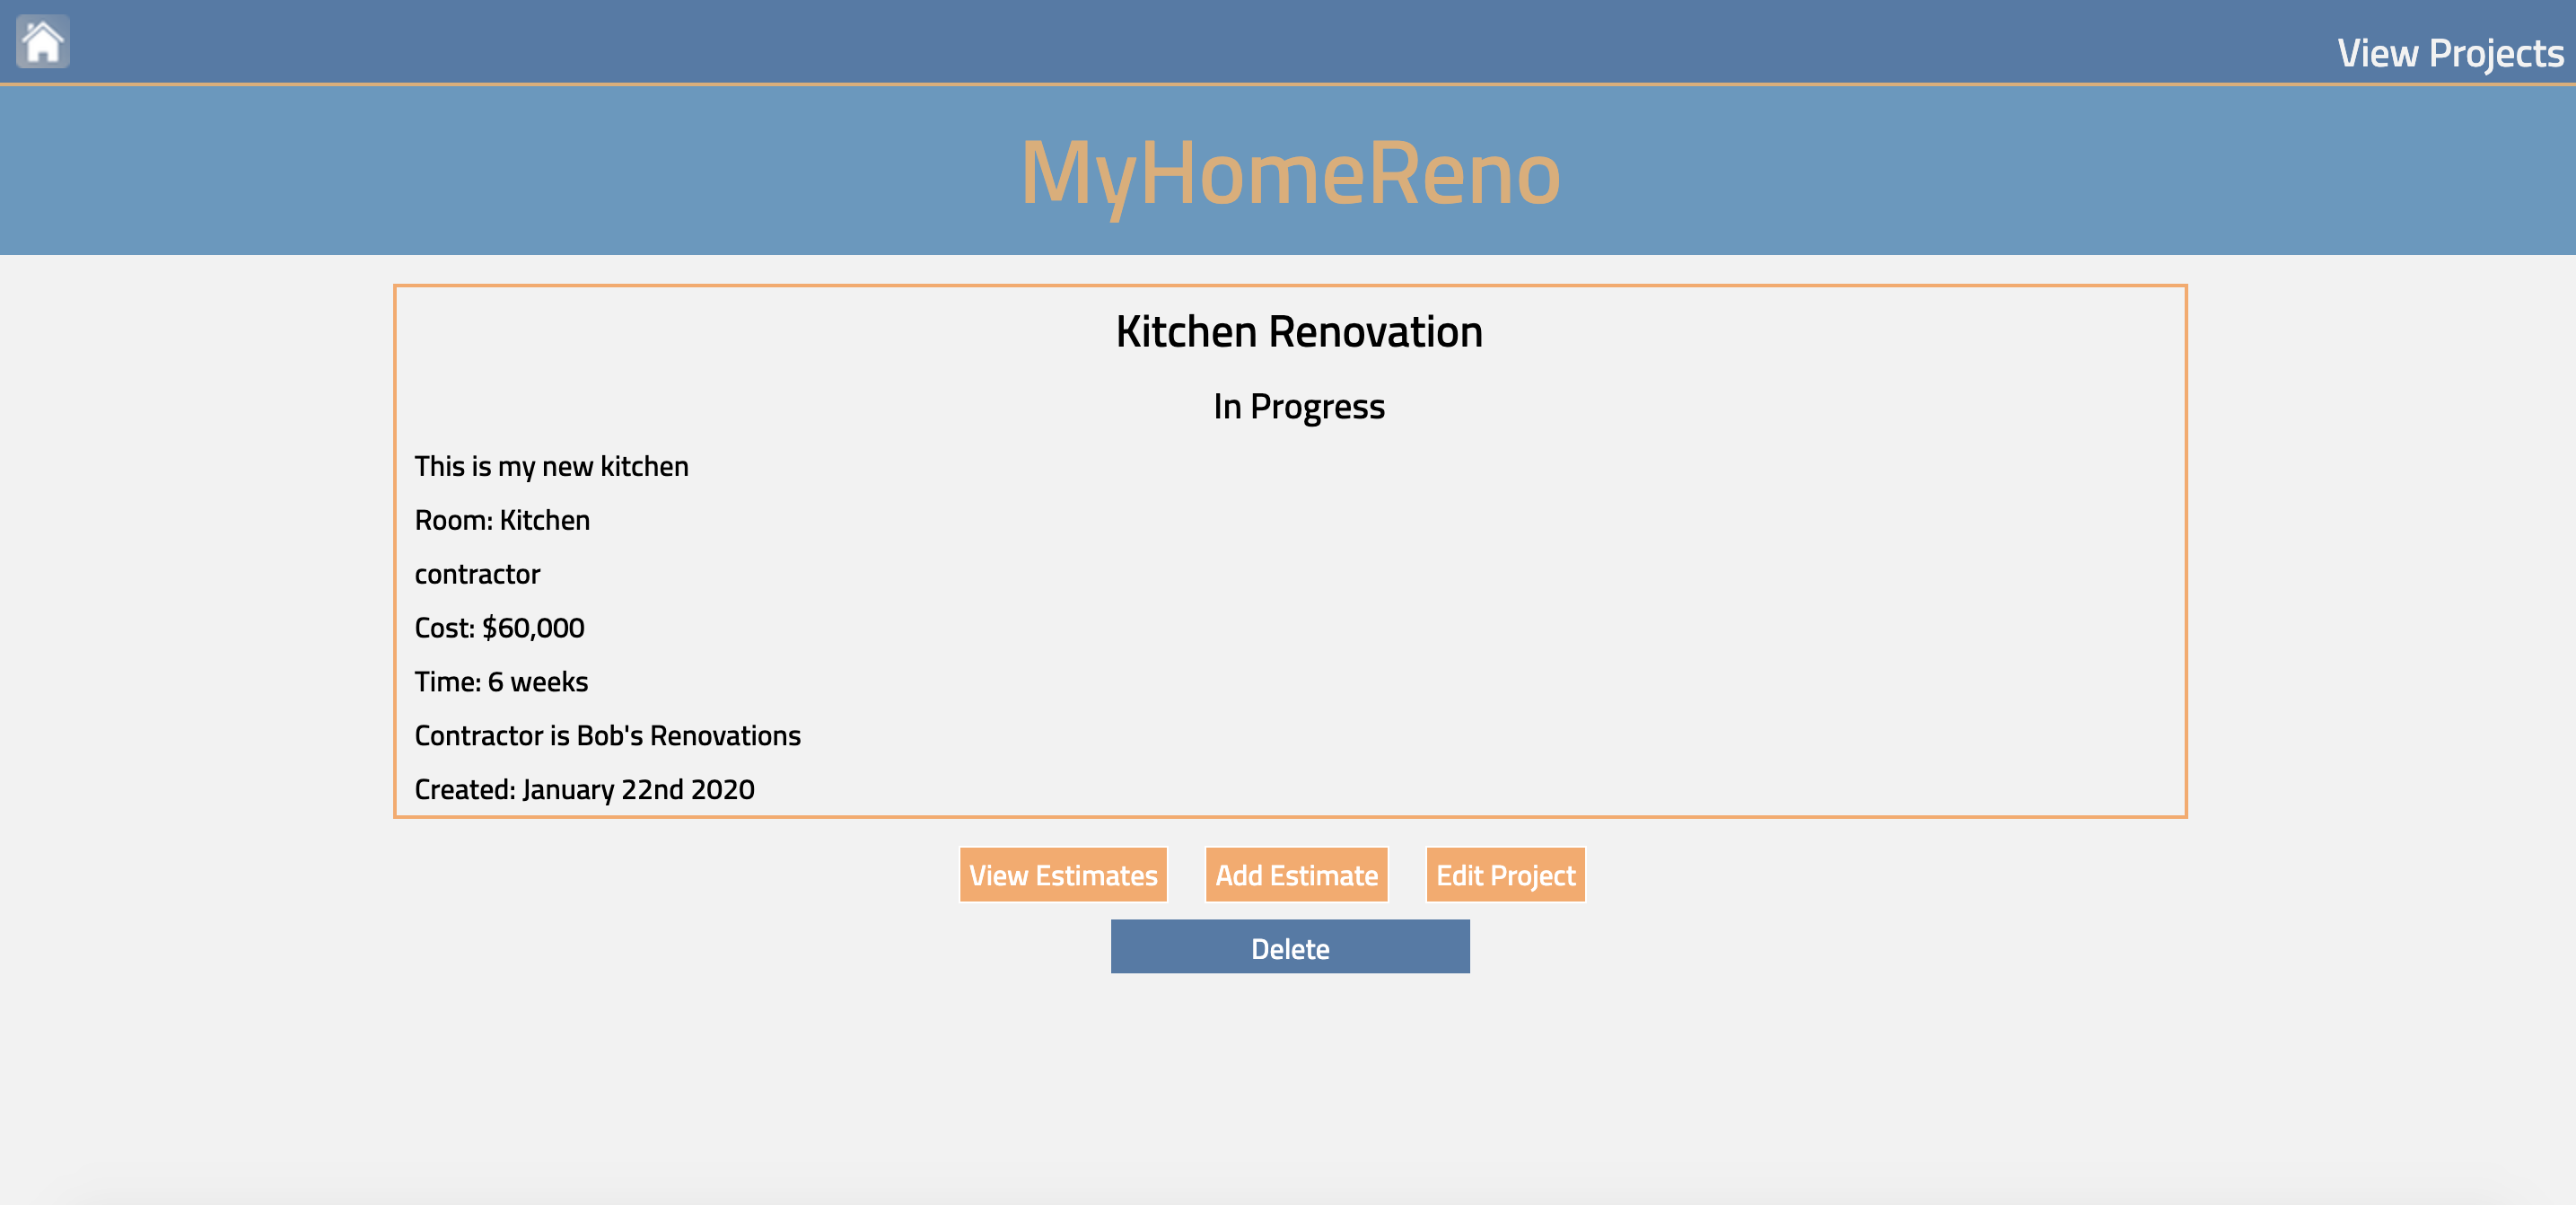 View Projects
MyHomeReno
Kitchen Renovation
In Progress
This is my new kitchen
Room: Kitchen
contractor
Cost: $60,000
Time: 6 weeks
Contractor is Bob's Renovations
Created: January 22nd 2020
View Estimates Add Estimate Edit Project
Delete